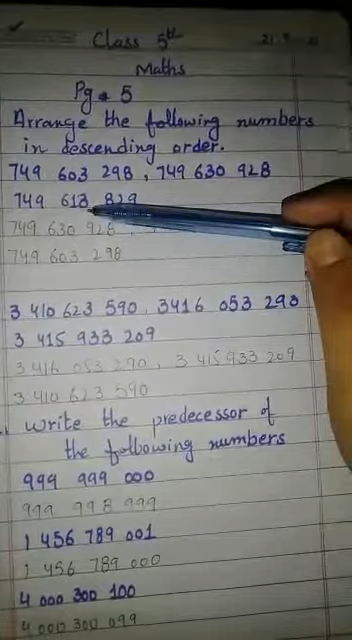 Class 5th
Maths
Pg 5
Arrange the following numbers
in descending order.
749 603 298, 749 630 928
749 613 829
749 630 928,
749 603 298
3 410 623 590, 3416 053 290
3 415 933 209
3 416 053 290, 3 415 933 209
3 410 623 590
Write the predecessor of
the following numbers
999 999 000
999 998 999
1 456 789 001
1 456 789 000
4 000 300 100
4 000 300 099